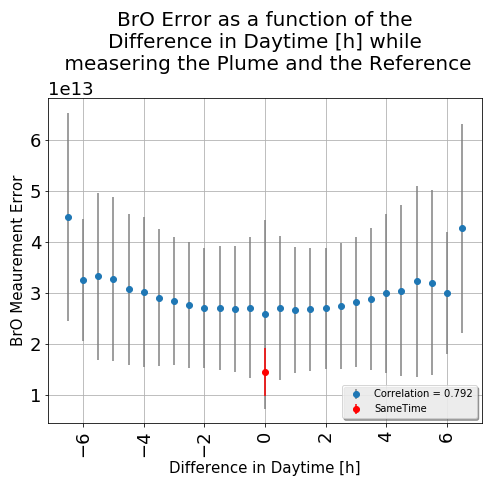 BrO Error as a function of the
Difference in Daytime [h] while
measering the Plume and the Reference
1e13
6
5
4
3
2
1
BrO Meaurement Error
Correlation = 0.792
SameTime
−6
−4
−2
0
2
4
6
Difference in Daytime [h]